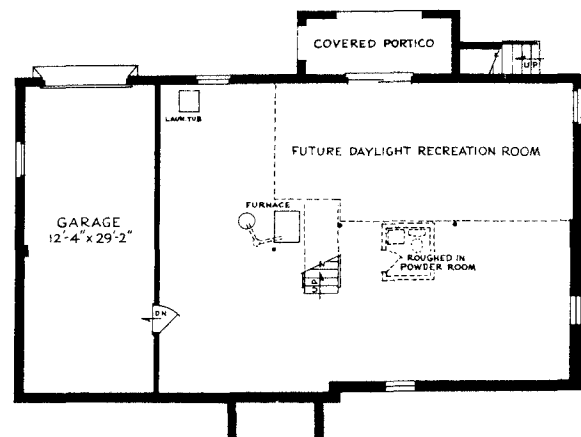 COVERED PORTICO
UP
LAUN. TUB
FUTURE DAYLIGHT RECREATION ROOM
FURNACE
GARAGE
12'-4" x 29'-2"
ROUGHED IN
POWDER ROOM
UP
DN